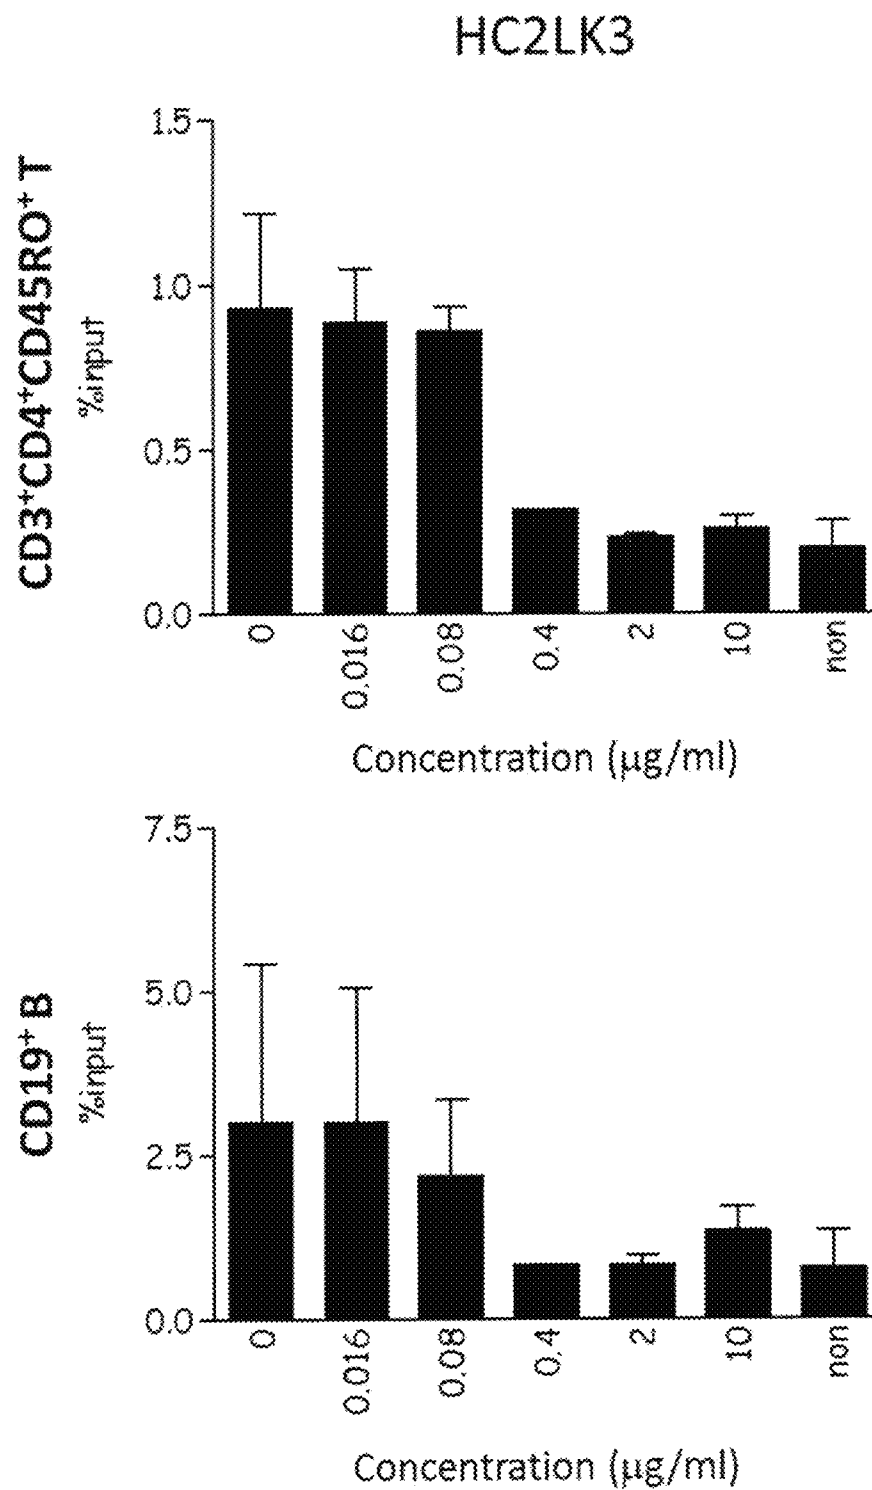 HC2LK3
CD3⁺CD4⁺CD45RO⁺ T
%input
1.5
1.0
0.5
0.0
0
0.016
0.08
0.4
2
10
non
Concentration (μg/ml)
CD19⁺ B
%input
7.5
5.0
2.5
0.0
0
0.016
0.08
0.4
2
10
non
Concentration (μg/ml)